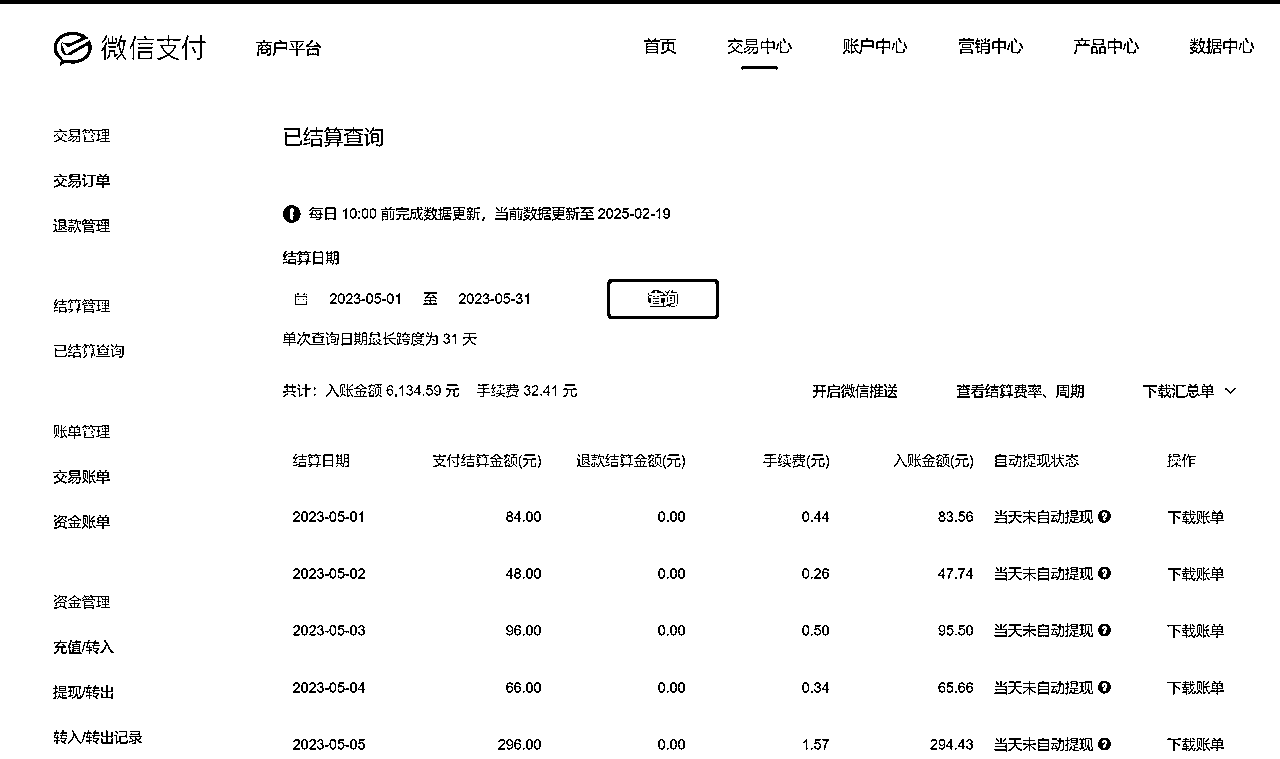 微信支付 商户平台 首页 交易中心 账户中心 营销中心 产品中心 数据中心
交易管理
交易订单
退款管理
结算管理
已结算查询
账单管理
交易账单
资金账单
资金管理
充值/转入
提现/转出
转入/转出记录
已结算查询
每日 10:00 前完成数据更新，当前数据更新至 2025-02-19
结算日期
2023-05-01 至 2023-05-31 查询
单次查询日期最长跨度为 31 天
共计：入账金额 6,134.59 元 手续费 32.41 元 开启微信推送 查看结算费率、周期 下载汇总单
结算日期 支付结算金额(元) 退款结算金额(元) 手续费(元) 入账金额(元) 自动提现状态 操作
2023-05-01 84.00 0.00 0.44 83.56 当天未自动提现 下载账单
2023-05-02 48.00 0.00 0.26 47.74 当天未自动提现 下载账单
2023-05-03 96.00 0.00 0.50 95.50 当天未自动提现 下载账单
2023-05-04 66.00 0.00 0.34 65.66 当天未自动提现 下载账单
2023-05-05 296.00 0.00 1.57 294.43 当天未自动提现 下载账单